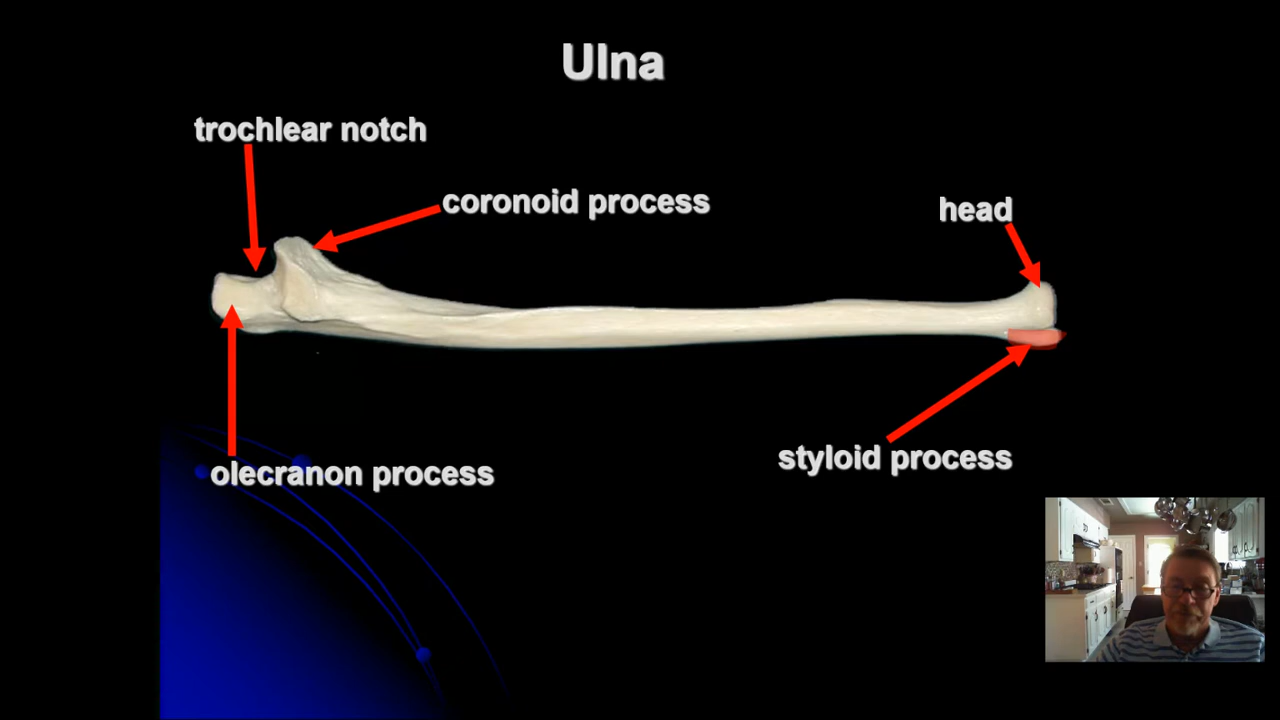 Ulna
trochlear notch
coronoid process
head
styloid process
olecranon process